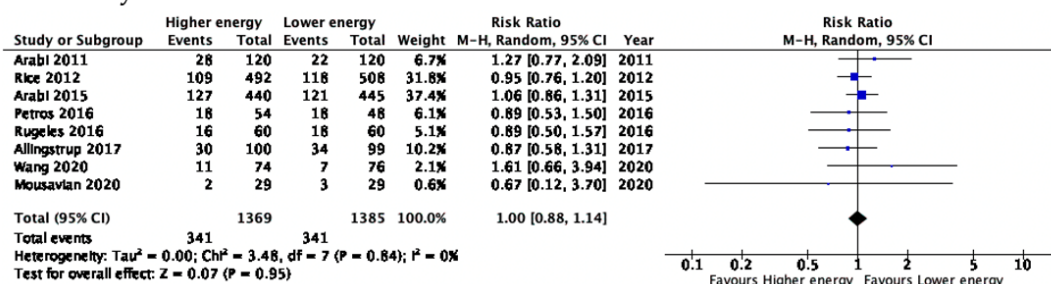 Higher energy Lower energy Risk Ratio Risk Ratio
Study or Subgroup Events Total Events Total Weight M-H, Random, 95% CI Year M-H, Random, 95% CI
Arabi 2011 28 120 22 120 6.7% 1.27 [0.77, 2.09] 2011
Rice 2012 109 492 118 508 31.8% 0.95 [0.76, 1.20] 2012
Arabi 2015 127 440 121 445 37.4% 1.06 [0.86, 1.31] 2015
Petros 2016 18 54 18 48 6.1% 0.89 [0.53, 1.50] 2016
Rugeles 2016 16 60 18 60 5.1% 0.89 [0.50, 1.57] 2016
Allingstrup 2017 30 100 34 99 10.2% 0.87 [0.58, 1.31] 2017
Wang 2020 11 74 7 76 2.1% 1.61 [0.66, 3.94] 2020
Mousavian 2020 2 29 3 29 0.6% 0.67 [0.12, 3.70] 2020
Total (95% CI) 1369 1385 100.0% 1.00 [0.88, 1.14]
Total events 341 341
Heterogeneity: Tau² = 0.00; Chi² = 3.48, df = 7 (P = 0.84); I² = 0%
Test for overall effect: Z = 0.07 (P = 0.95)
0.1 0.2 0.5 1 2 5 10
Favours Higher energy Favours Lower energy